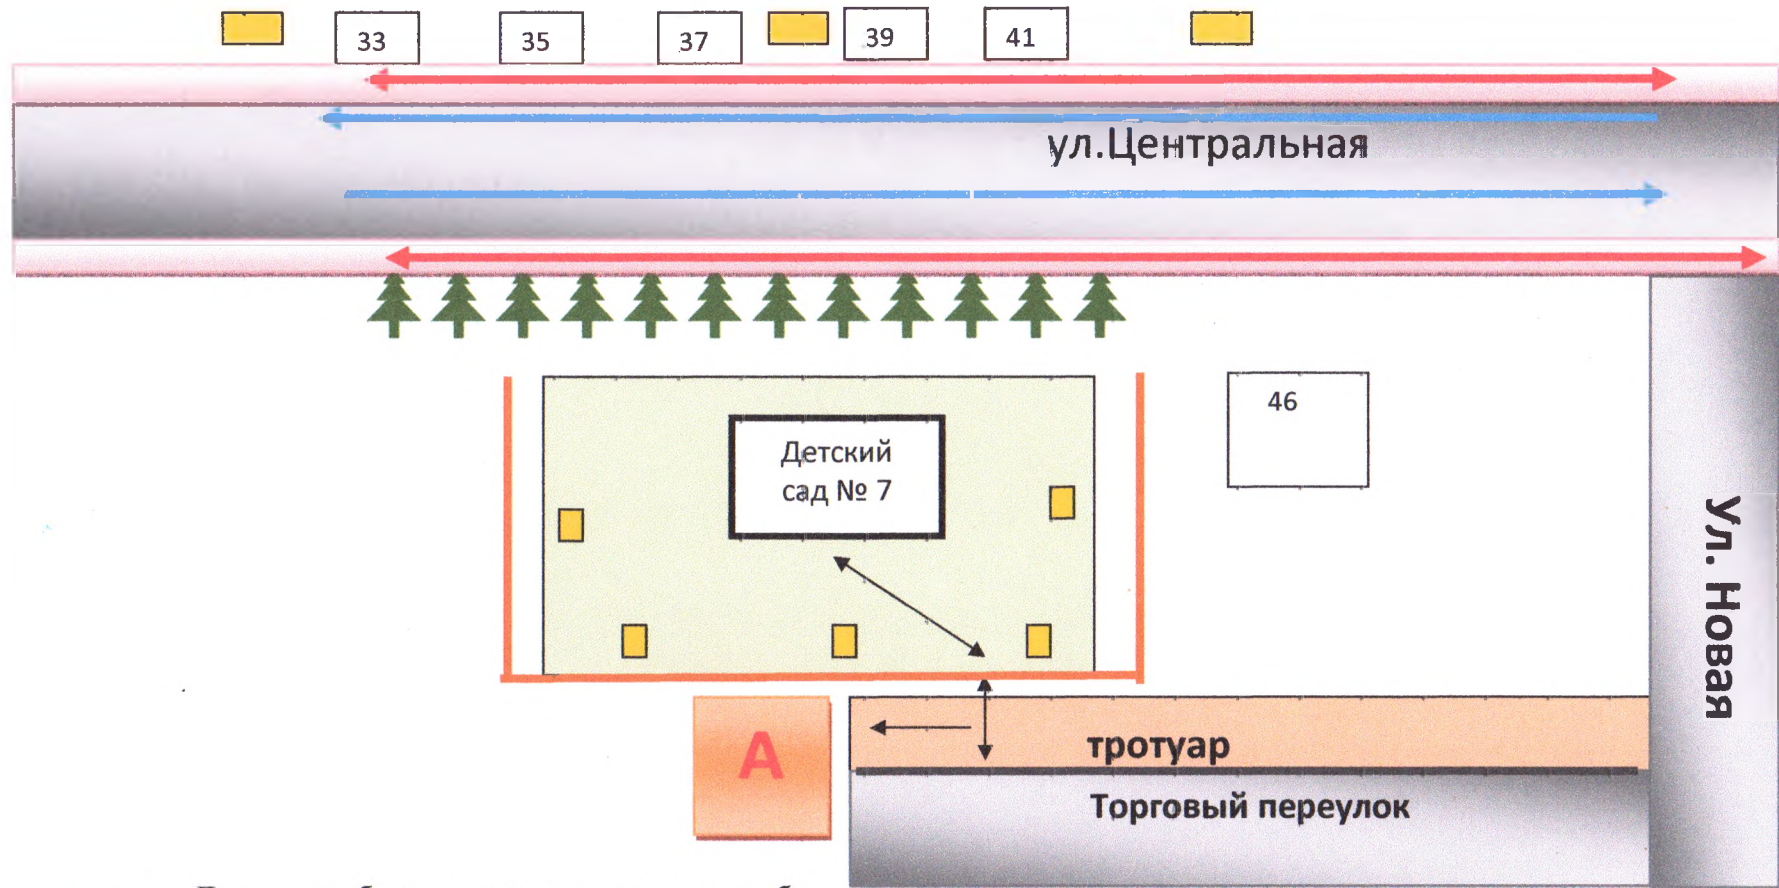 33
35
37
39
41
ул.Центральная
46
Детский
сад № 7
Ул. Новая
А
тротуар
Торговый переулок